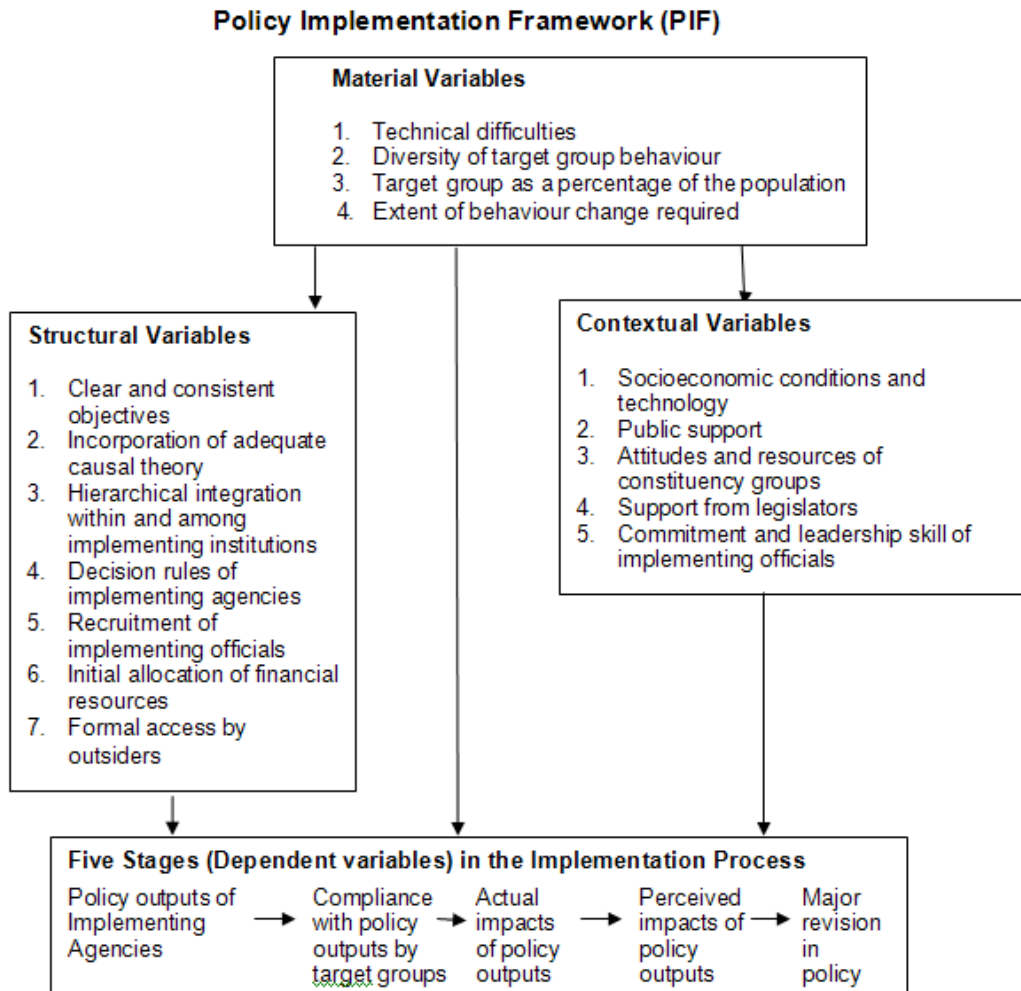 Policy Implementation Framework (PIF)
Material Variables
1. Technical difficulties
2. Diversity of target group behaviour
3. Target group as a percentage of the population
4. Extent of behaviour change required
Structural Variables
1. Clear and consistent
objectives
2. Incorporation of adequate
causal theory
3. Hierarchical integration
within and among
implementing institutions
4. Decision rules of
implementing agencies
5. Recruitment of
implementing officials
6. Initial allocation of financial
resources
7. Formal access by
outsiders
Contextual Variables
1. Socioeconomic conditions and
technology
2. Public support
3. Attitudes and resources of
constituency groups
4. Support from legislators
5. Commitment and leadership skill of
implementing officials
Five Stages (Dependent variables) in the Implementation Process
Policy outputs of
Implementing
Agencies
Compliance
with policy
outputs by
target groups
Actual
impacts
of policy
outputs
Perceived
impacts of
policy
outputs
Major
revision
in
policy